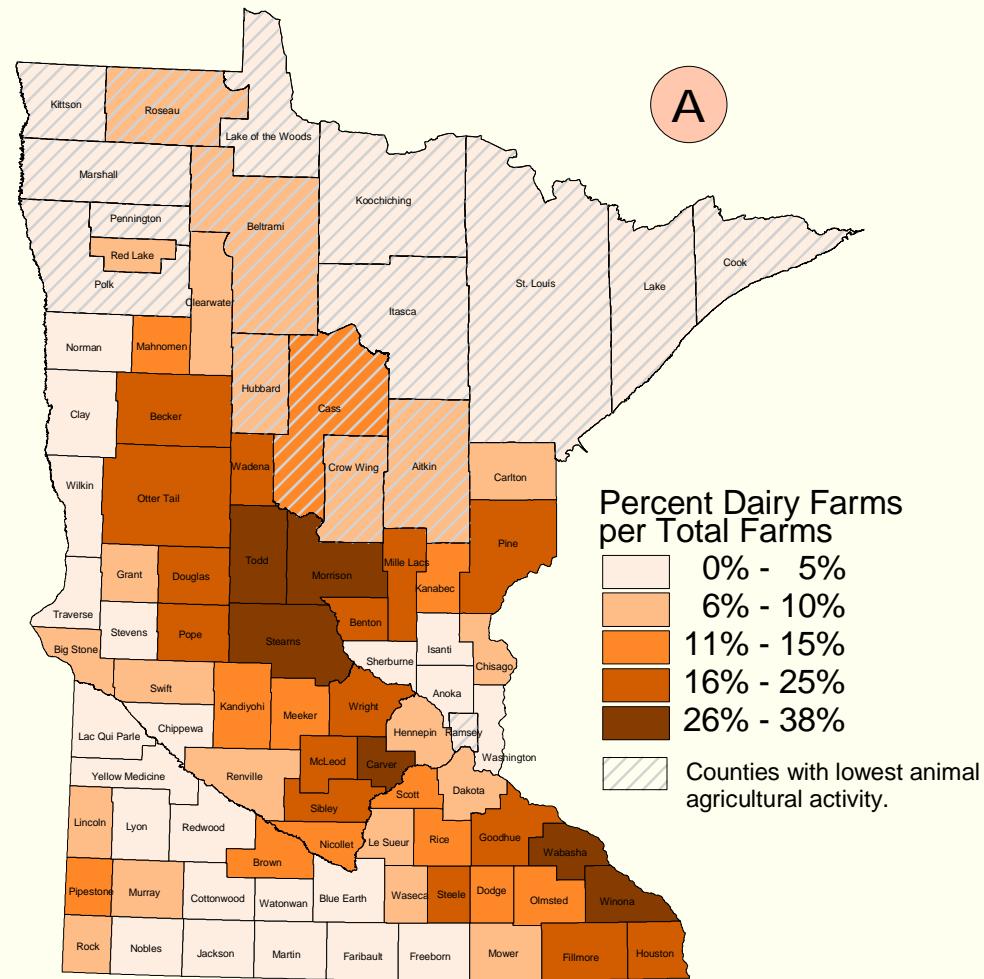 A
Kittson
Roseau
Lake of the Woods
Marshall
Koochiching
Pennington
Beltrami
Red Lake
Cook
Polk
St. Louis
Lake
Clearwater
Itasca
Norman
Mahnomen
Hubbard
Cass
Clay
Becker
Wadena
Crow Wing
Aitkin
Carlton
Wilkin
Otter Tail
Todd
Morrison
Mille Lacs
Pine
Grant
Douglas
Kanabec
Traverse
Stevens
Pope
Stearns
Benton
Big Stone
Sherburne
Isanti
Chisago
Swift
Kandiyohi
Meeker
Wright
Anoka
Lac Qui Parle
Chippewa
Hennepin
Ramsey
Washington
Yellow Medicine
Renville
McLeod
Carver
Scott
Dakota
Sibley
Lincoln
Lyon
Redwood
Nicollet
Le Sueur
Rice
Goodhue
Wabasha
Brown
Pipestone
Murray
Cottonwood
Watonwan
Blue Earth
Waseca
Steele
Dodge
Olmsted
Winona
Rock
Nobles
Jackson
Martin
Faribault
Freeborn
Mower
Fillmore
Houston
Percent Dairy Farms
per Total Farms
0% - 5%
6% - 10%
11% - 15%
16% - 25%
26% - 38%
Counties with lowest animal
agricultural activity.